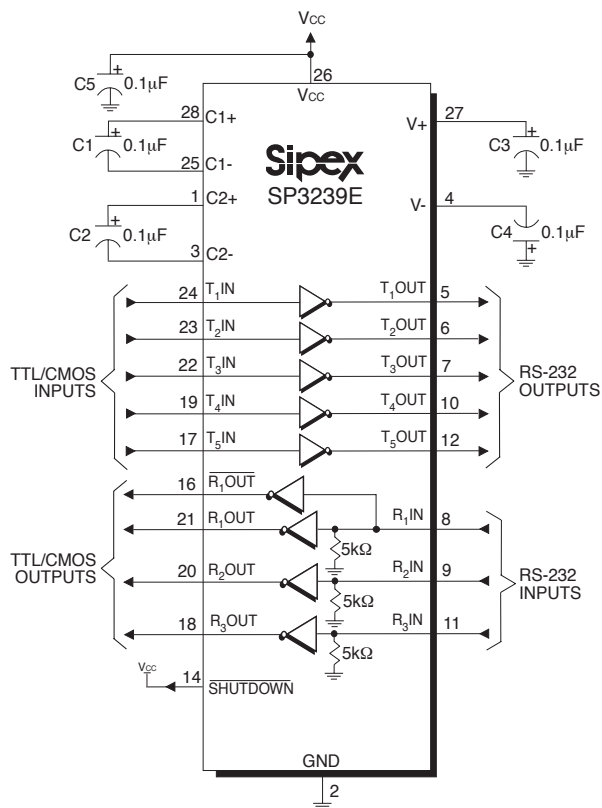 VCC
C5 + 0.1µF
26
VCC
28 C1+
C1 + 0.1µF
25 C1-
1 C2+
C2 + 0.1µF
3 C2-
Sipex
SP3239E
V+ 27
C3 + 0.1µF
V- 4
C4 + 0.1µF
24 T1IN T1OUT 5
23 T2IN T2OUT 6
22 T3IN T3OUT 7
19 T4IN T4OUT 10
17 T5IN T5OUT 12
TTL/CMOS
INPUTS
RS-232
OUTPUTS
16 R1OUT
21 R1OUT R1IN 8
5kΩ
20 R2OUT R2IN 9
5kΩ
18 R3OUT R3IN 11
5kΩ
TTL/CMOS
OUTPUTS
RS-232
INPUTS
VCC
14 SHUTDOWN
GND
2